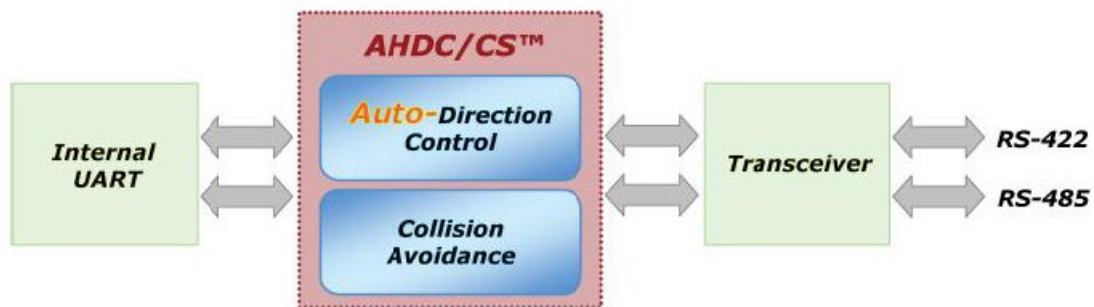 AHDC/CS™
Internal
UART
Auto-Direction
Control
Collision
Avoidance
Transceiver
RS-422
RS-485